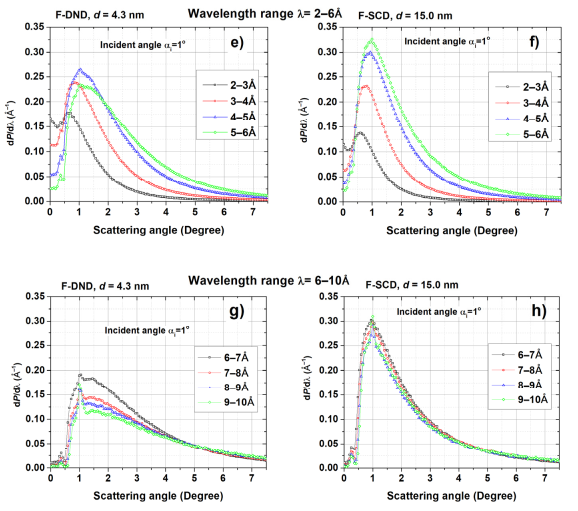 Wavelength range λ= 2–6Å
F-DND, d = 4.3 nm
F-SCD, d = 15.0 nm
Incident angle αi=1°
e)
2–3Å
3–4Å
4–5Å
5–6Å
0.35
0.30
0.25
0.20
0.15
0.10
0.05
0.00
dP/dλ (Å⁻¹)
0 1 2 3 4 5 6 7
Scattering angle (Degree)
Incident angle αi=1°
f)
2–3Å
3–4Å
4–5Å
5–6Å
0.35
0.30
0.25
0.20
0.15
0.10
0.05
0.00
dP/dλ (Å⁻¹)
0 1 2 3 4 5 6 7
Scattering angle (Degree)
Wavelength range λ= 6–10Å
F-DND, d = 4.3 nm
F-SCD, d = 15.0 nm
g)
Incident angle αi=1°
6–7Å
7–8Å
8–9Å
9–10Å
0.35
0.30
0.25
0.20
0.15
0.10
0.05
0.00
dP/dλ (Å⁻¹)
0 1 2 3 4 5 6 7
Scattering angle (Degree)
h)
Incident angle αi=1°
6–7Å
7–8Å
8–9Å
9–10Å
0.35
0.30
0.25
0.20
0.15
0.10
0.05
0.00
dP/dλ (Å⁻¹)
0 1 2 3 4 5 6 7
Scattering angle (Degree)